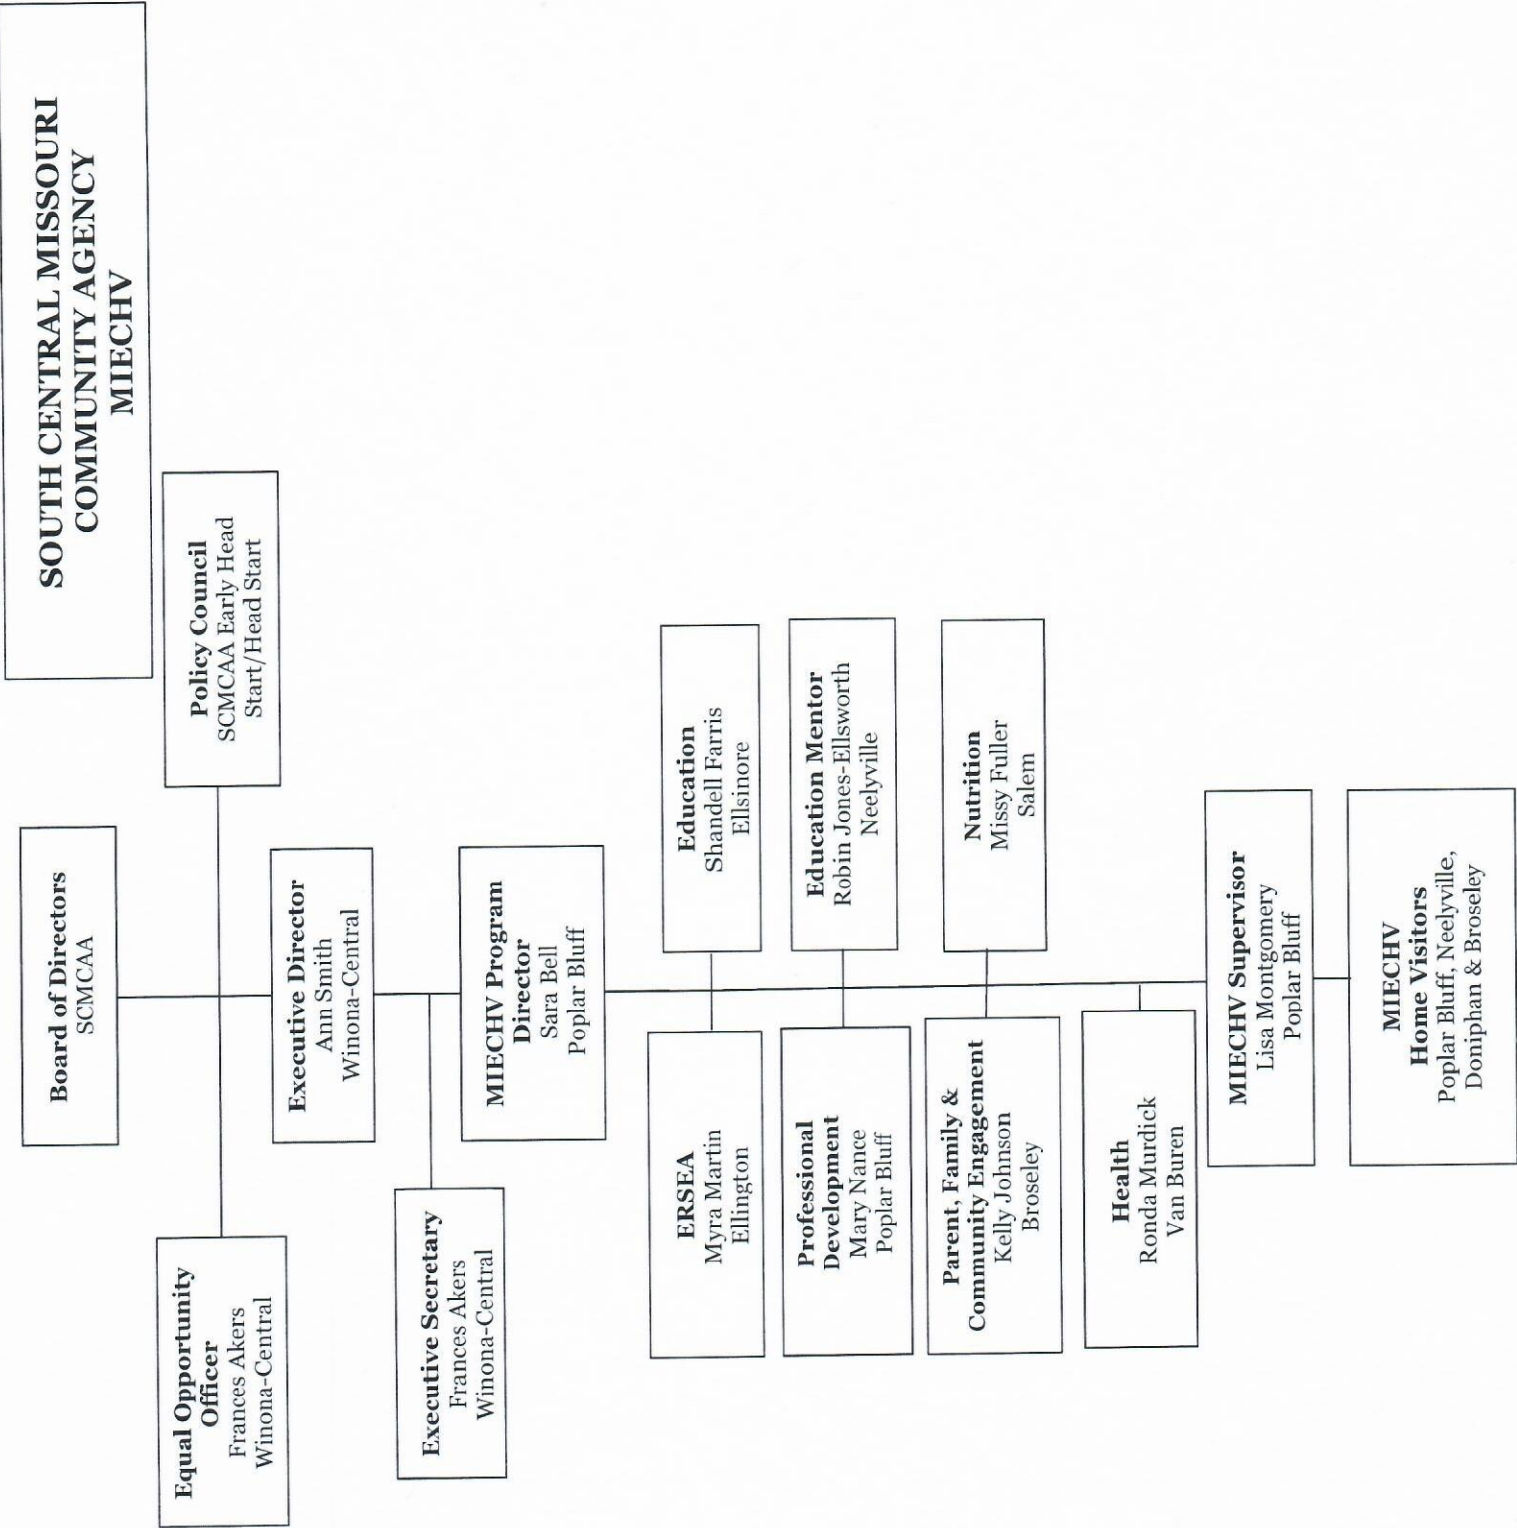 SOUTH CENTRAL MISSOURI
COMMUNITY AGENCY
MIECHV
Board of Directors
SCMCAA
Policy Council
SCMCAA Early Head
Start/Head Start
Equal Opportunity
Officer
Frances Akers
Winona-Central
Executive Director
Ann Smith
Winona-Central
Executive Secretary
Frances Akers
Winona-Central
MIECHV Program
Director
Sara Bell
Poplar Bluff
ERSEA
Myra Martin
Ellington
Education
Shandell Farris
Ellsinore
Professional
Development
Mary Nance
Poplar Bluff
Education Mentor
Robin Jones-Ellsworth
Neelyville
Parent, Family &
Community Engagement
Kelly Johnson
Broseley
Nutrition
Missy Fuller
Salem
Health
Ronda Murdick
Van Buren
MIECHV Supervisor
Lisa Montgomery
Poplar Bluff
MIECHV
Home Visitors
Poplar Bluff, Neelyville,
Doniphan & Broseley